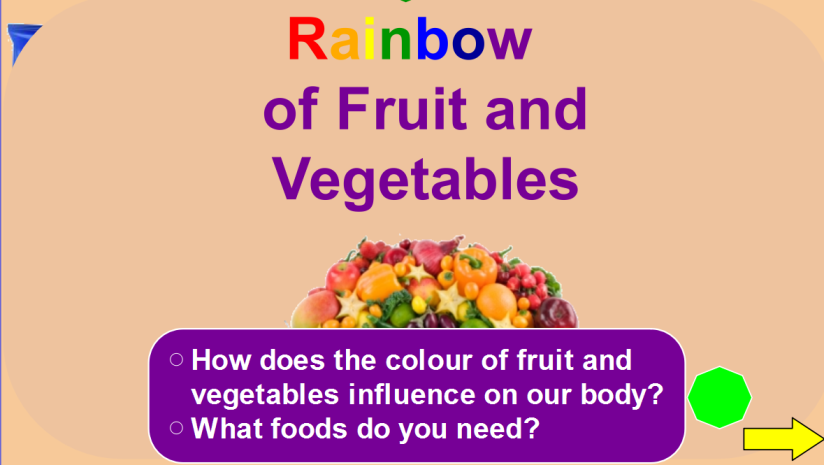 Rainbow
of Fruit and
Vegetables
○ How does the colour of fruit and
vegetables influence on our body?
○ What foods do you need?